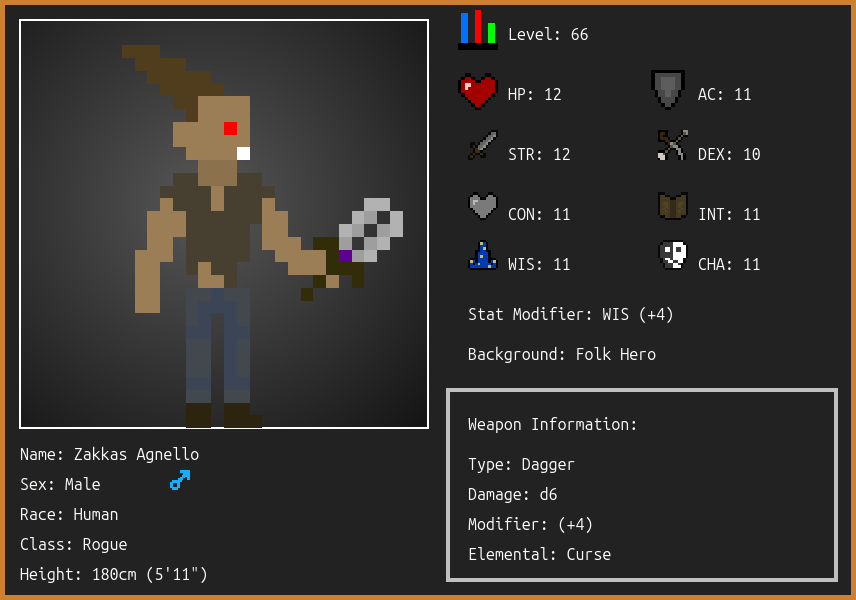 Level: 66
HP: 12
AC: 11
STR: 12
DEX: 10
CON: 11
INT: 11
WIS: 11
CHA: 11
Stat Modifier: WIS (+4)
Background: Folk Hero
Weapon Information:
Type: Dagger
Damage: d6
Modifier: (+4)
Elemental: Curse
Name: Zakkas Agnello
Sex: Male
Race: Human
Class: Rogue
Height: 180cm (5'11")